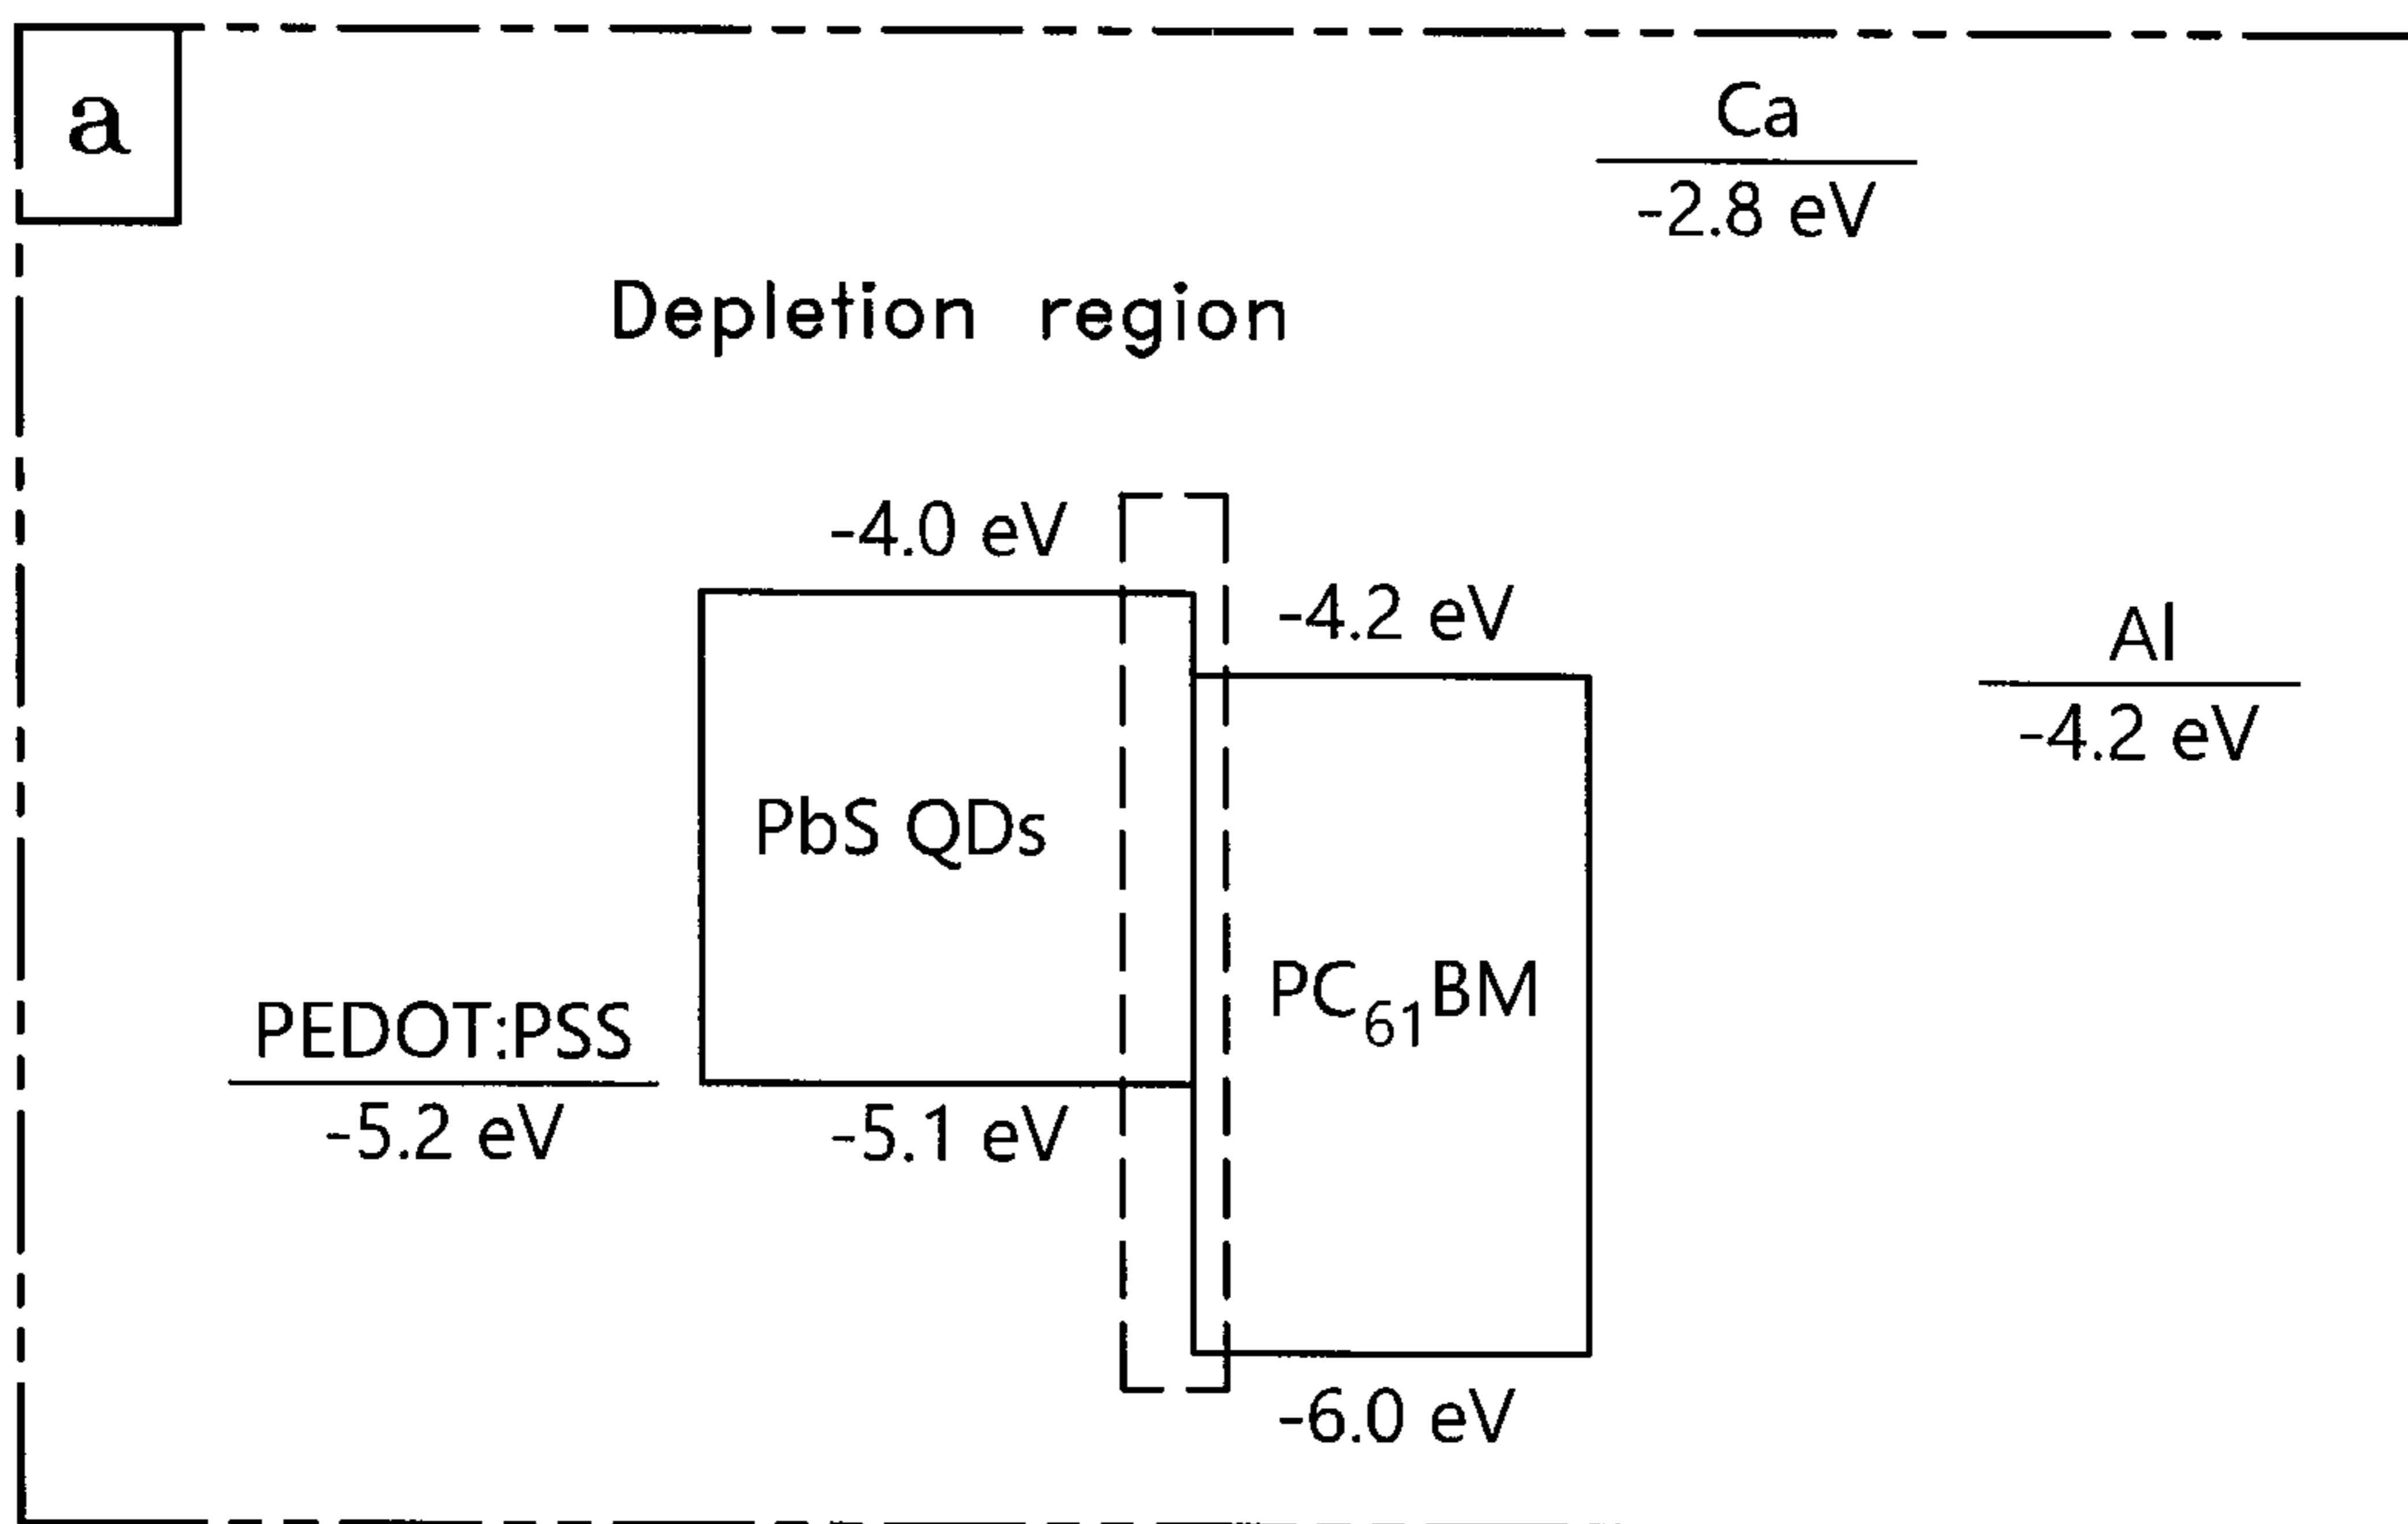 a
Ca
-2.8 eV
Depletion region
-4.0 eV
-4.2 eV
Al
-4.2 eV
PbS QDs
PC₆₁BM
PEDOT:PSS
-5.2 eV
-5.1 eV
-6.0 eV